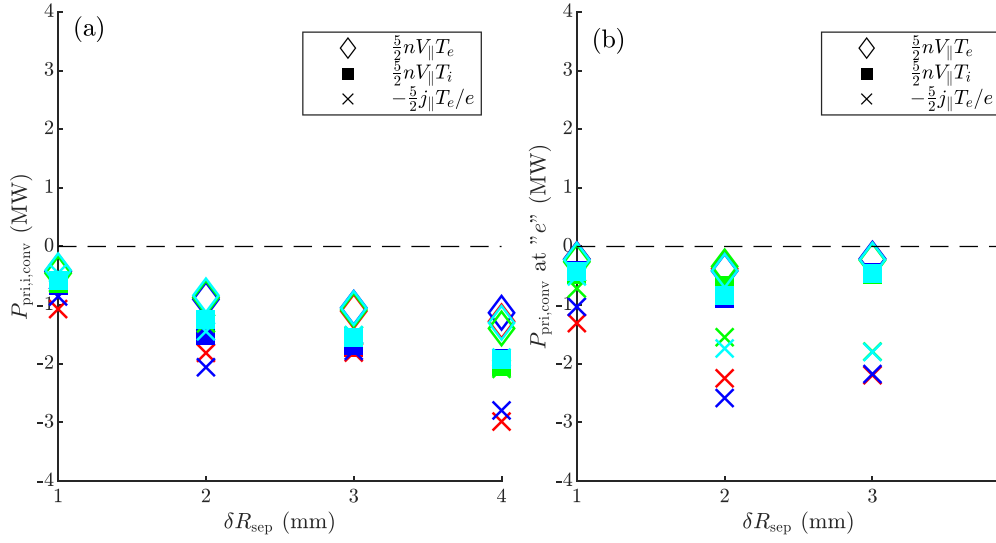 (a)
5/2 nV∥Te
5/2 nV∥Ti
−5/2 j∥Te/e
4
3
2
1
0
-1
-2
-3
-4
1 2 3 4
Ppri,i,conv (MW)
δRsep (mm)
(b)
5/2 nV∥Te
5/2 nV∥Ti
−5/2 j∥Te/e
4
3
2
1
0
-1
-2
-3
-4
1 2 3
Ppri,conv at ”e” (MW)
δRsep (mm)